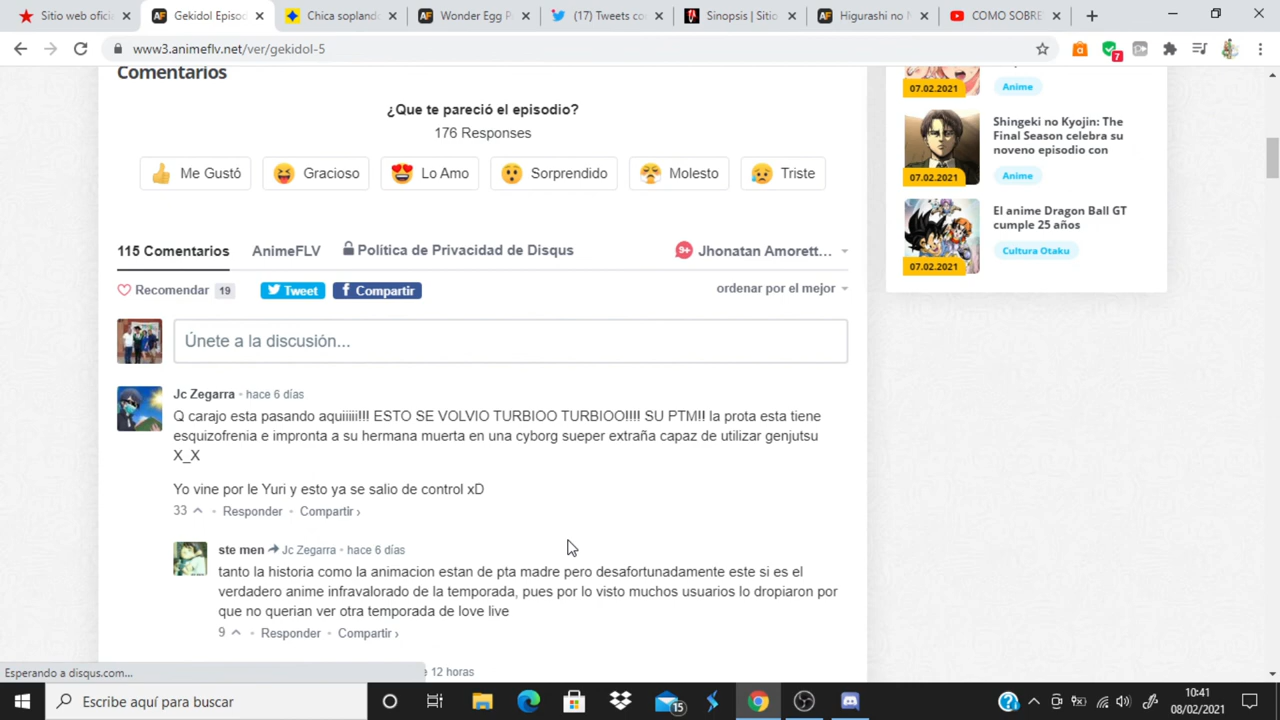 Sitio web oficia
Gekidol Episod
Chica soplando
Wonder Egg P
(17) Tweets co
Sinopsis | Sitio
Higurashi no N
COMO SOBRE
www3.animeflv.net/ver/gekidol-5
7
Comentarios
¿Que te pareció el episodio?
176 Responses
Me Gustó
Gracioso
Lo Amo
Sorprendido
Molesto
Triste
115 Comentarios
AnimeFLV
Política de Privacidad de Disqus
9+
Jhonatan Amorett...
Recomendar 19
Tweet
Compartir
ordenar por el mejor
Únete a la discusión...
Jc Zegarra • hace 6 días
Q carajo esta pasando aquiiiii!!! ESTO SE VOLVIO TURBIOO TURBIOO!!!! SU PTM!! la prota esta tiene
esquizofrenia e impronta a su hermana muerta en una cyborg sueper extraña capaz de utilizar genjutsu
X_X
Yo vine por le Yuri y esto ya se salio de control xD
33 • Responder • Compartir ›
ste men Jc Zegarra • hace 6 días
tanto la historia como la animacion estan de pta madre pero desafortunadamente este si es el
verdadero anime infravalorado de la temporada, pues por lo visto muchos usuarios lo dropiaron por
que no querian ver otra temporada de love live
9 • Responder • Compartir ›
e 12 horas
07.02.2021
Anime
Shingeki no Kyojin: The
Final Season celebra su
noveno episodio con
07.02.2021
Anime
El anime Dragon Ball GT
cumple 25 años
07.02.2021
Cultura Otaku
Esperando a disqus.com...
Escribe aquí para buscar
15
10:41
08/02/2021